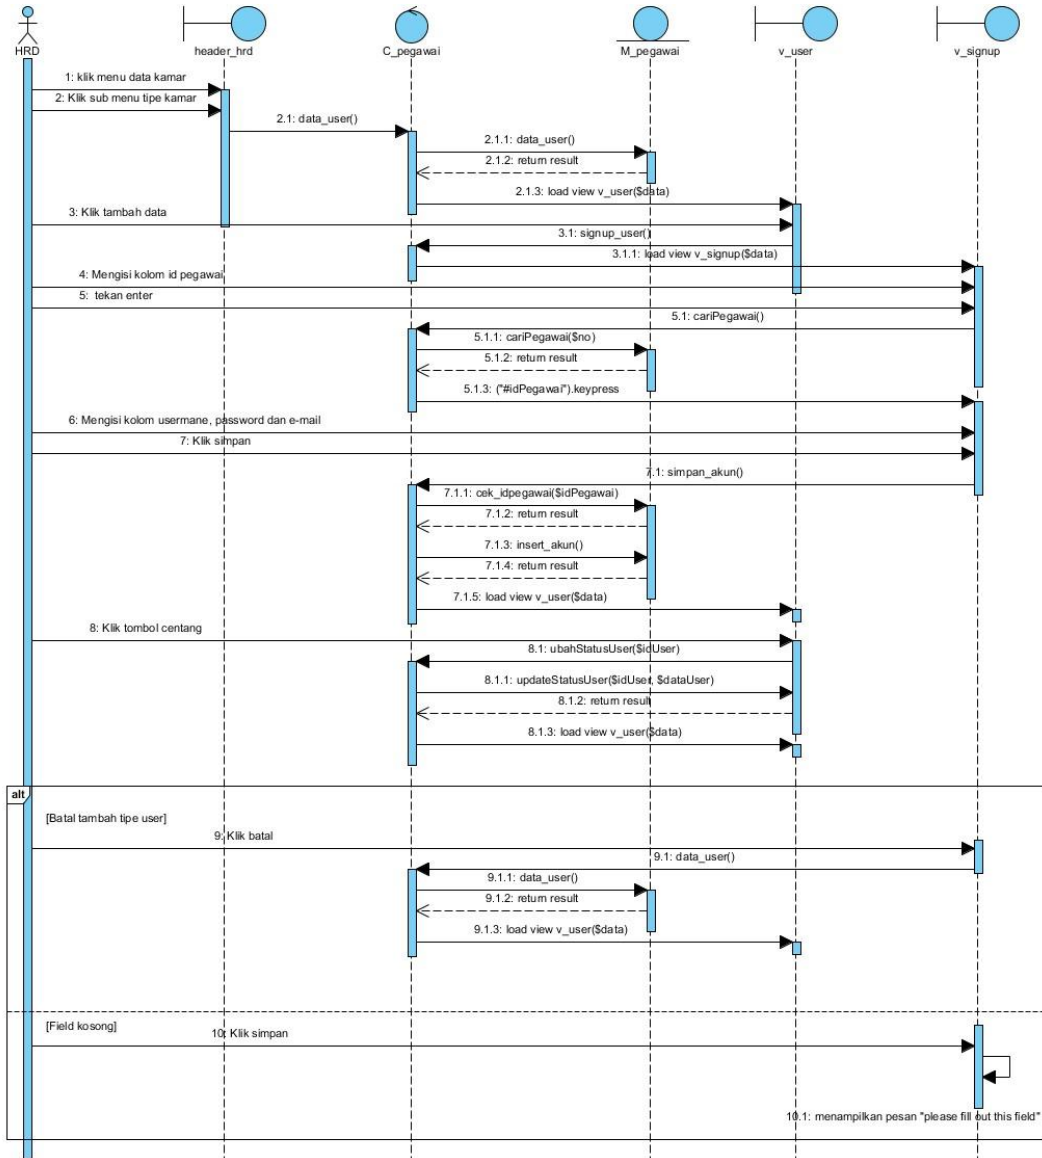 HRD
header_hrd
C_pegawai
M_pegawai
v_user
v_signup
1: klik menu data kamar
2: Klik sub menu tipe kamar
2.1: data_user()
2.1.1: data_user()
2.1.2: return result
2.1.3: load view v_user($data)
3: Klik tambah data
3.1: signup_user()
3.1.1: load view v_signup($data)
4: Mengisi kolom id pegawai
5: tekan enter
5.1: cariPegawai()
5.1.1: cariPegawai($no)
5.1.2: return result
5.1.3: ("#idPegawai").keypress
6: Mengisi kolom usermane, password dan e-mail
7: Klik simpan
7.1: simpan_akun()
7.1.1: cek_idpegawai($idPegawai)
7.1.2: return result
7.1.3: insert_akun()
7.1.4: return result
7.1.5: load view v_user($data)
8: Klik tombol centang
8.1: ubahStatusUser($idUser)
8.1.1: updateStatusUser($idUser, $dataUser)
8.1.2: return result
8.1.3: load view v_user($data)
alt
[Batal tambah tipe user]
9: Klik batal
9.1: data_user()
9.1.1: data_user()
9.1.2: return result
9.1.3: load view v_user($data)
[Field kosong]
10: Klik simpan
10.1: menampilkan pesan "please fill out this field"